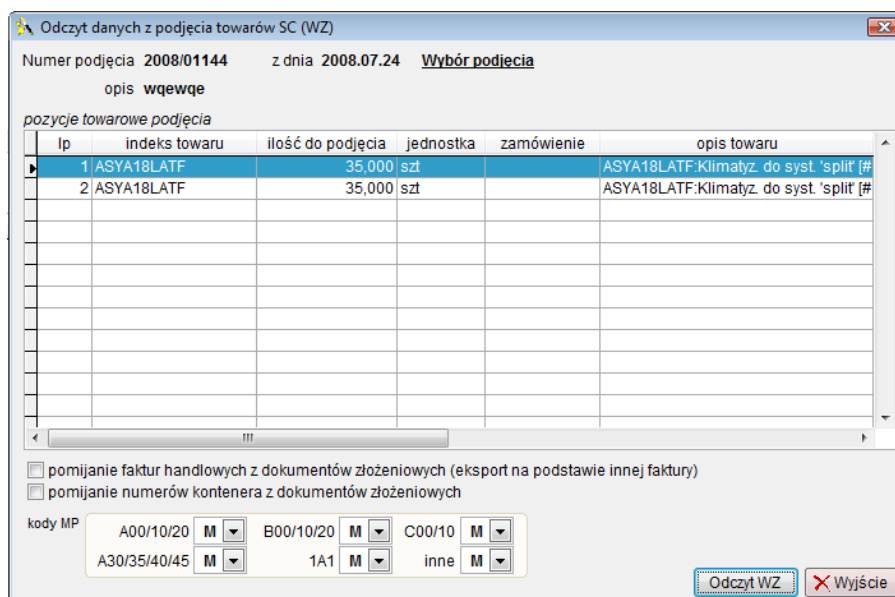 Odczyt danych z podjęcia towarów SC (WZ)
Numer podjęcia 2008/01144 z dnia 2008.07.24 Wybór podjęcia
opis wqewqe
pozycje towarowe podjęcia
lp indeks towaru ilość do podjęcia jednostka zamówienie opis towaru
1 ASYA18LATF 35,000 szt ASYA18LATF:Klimatyz. do syst. 'split' [#
2 ASYA18LATF 35,000 szt ASYA18LATF:Klimatyz. do syst. 'split' [#
pomijanie faktur handlowych z dokumentów złożeniowych (eksport na podstawie innej faktury)
pomijanie numerów kontenera z dokumentów złożeniowych
kody MP
A00/10/20 M B00/10/20 M C00/10 M
A30/35/40/45 M 1A1 M inne M
Odczyt WZ Wyjście